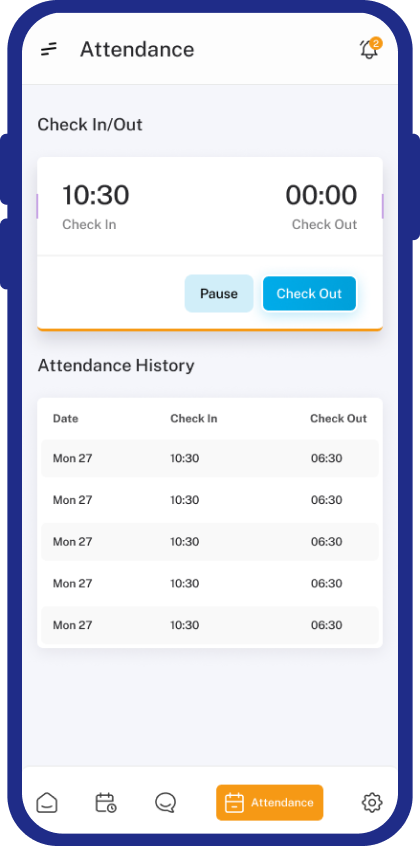 Attendance
2
Check In/Out
10:30 00:00
Check In Check Out
Pause Check Out
Attendance History
Date Check In Check Out
Mon 27 10:30 06:30
Mon 27 10:30 06:30
Mon 27 10:30 06:30
Mon 27 10:30 06:30
Mon 27 10:30 06:30
Attendance